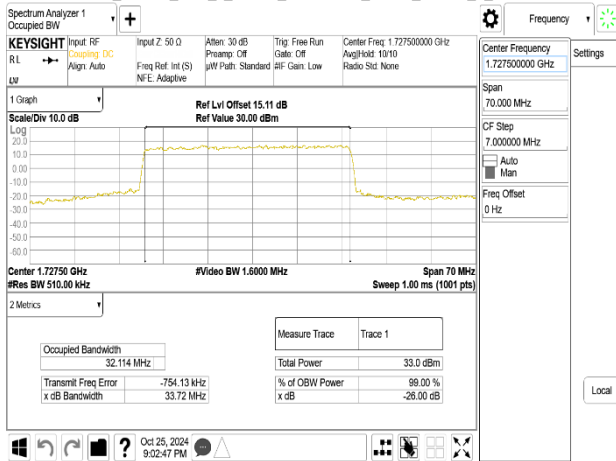 Spectrum Analyzer 1
Occupied BW
Frequency
KEYSIGHT
Input: RF
Coupling: DC
Align: Auto
Input Z: 50 Ω
Freq Ref: Int (S)
NFE: Adaptive
Atten: 30 dB
Preamp: Off
µW Path: Standard
Trig: Free Run
Gate: Off
#IF Gain: Low
Center Freq: 1.727500000 GHz
Avg|Hold: 10/10
Radio Std: None
RL
LXI
Center Frequency
1.727500000 GHz
Settings
Span
70.000 MHz
CF Step
7.000000 MHz
Auto
Man
Freq Offset
0 Hz
Local
1 Graph
Scale/Div 10.0 dB
Ref Lvl Offset 15.11 dB
Ref Value 30.00 dBm
Log
20.0
10.0
0.00
-10.0
-20.0
-30.0
-40.0
-50.0
-60.0
Center 1.72750 GHz
#Video BW 1.6000 MHz
Span 70 MHz
#Res BW 510.00 kHz
Sweep 1.00 ms (1001 pts)
2 Metrics
Measure Trace
Trace 1
Occupied Bandwidth
32.114 MHz
Total Power
33.0 dBm
Transmit Freq Error
-754.13 kHz
% of OBW Power
99.00 %
x dB Bandwidth
33.72 MHz
x dB
-26.00 dB
Oct 25, 2024
9:02:47 PM